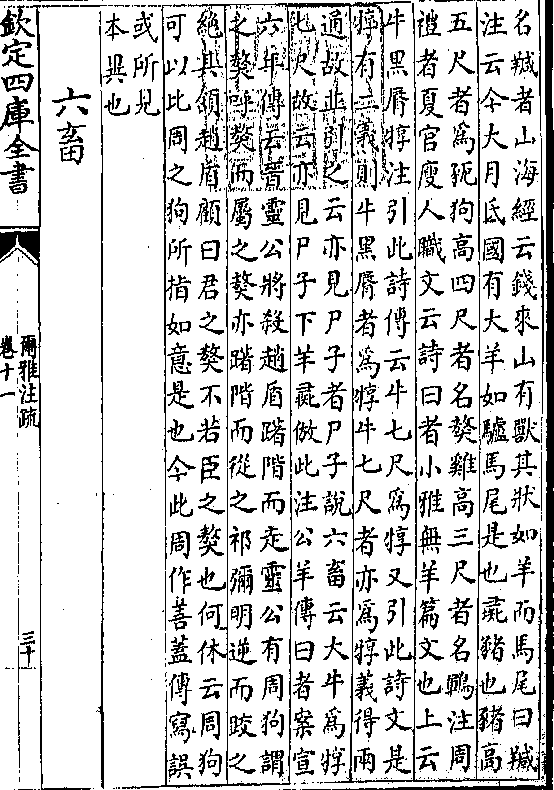 名羬者山海經云錢來山有獸其狀如羊而馬尾曰羬
注云今大月氏國有大羊如驢馬尾是也彘豬也豬高
五尺者爲豟狗高四尺者名獒雞高三尺者名鶤注周
禮者夏官廋人職文云詩曰者小雅無羊篇文也上云
牛黑脣犉注引此詩傳云牛七尺爲犉又引此詩文是
犉有二義則牛黑脣者爲犉牛七尺者亦爲犉義得兩
通故此引之云亦見尸子者尸子說六畜云大牛爲犉
七尺故云亦見尸子下羊彘倣此注公羊傳曰者案宣
六年傳云晉靈公將殺趙盾躇階而走靈公有周狗謂
之獒呼獒而屬之獒亦躇階而從之祁彌明逆而踆之
絶其頷趙盾顧曰君之獒不若臣之獒也何休云周狗
可以比周之狗所指如意是也今此周作善蓋傳寫誤
或所見
本異也
六畜
欽定四庫全書
爾雅注疏
卷十一
三十